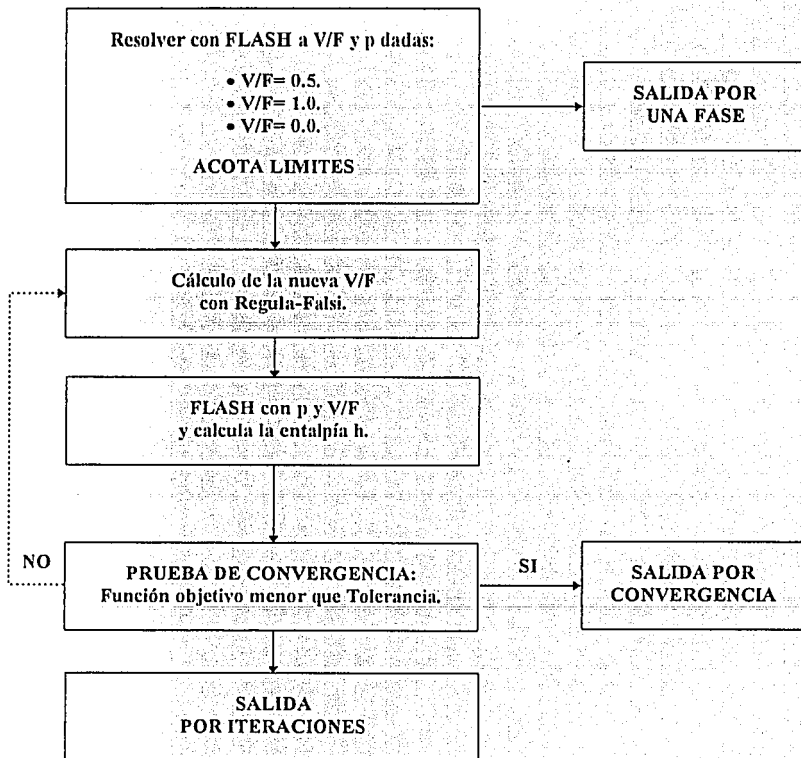 Resolver con FLASH a V/F y p dadas:
• V/F= 0.5.
• V/F= 1.0.
• V/F= 0.0.
ACOTA LIMITES
SALIDA POR
UNA FASE
Cálculo de la nueva V/F
con Regula-Falsi.
FLASH con p y V/F
y calcula la entalpía h.
NO
PRUEBA DE CONVERGENCIA:
Función objetivo menor que Tolerancia.
SI
SALIDA POR
CONVERGENCIA
SALIDA
POR ITERACIONES